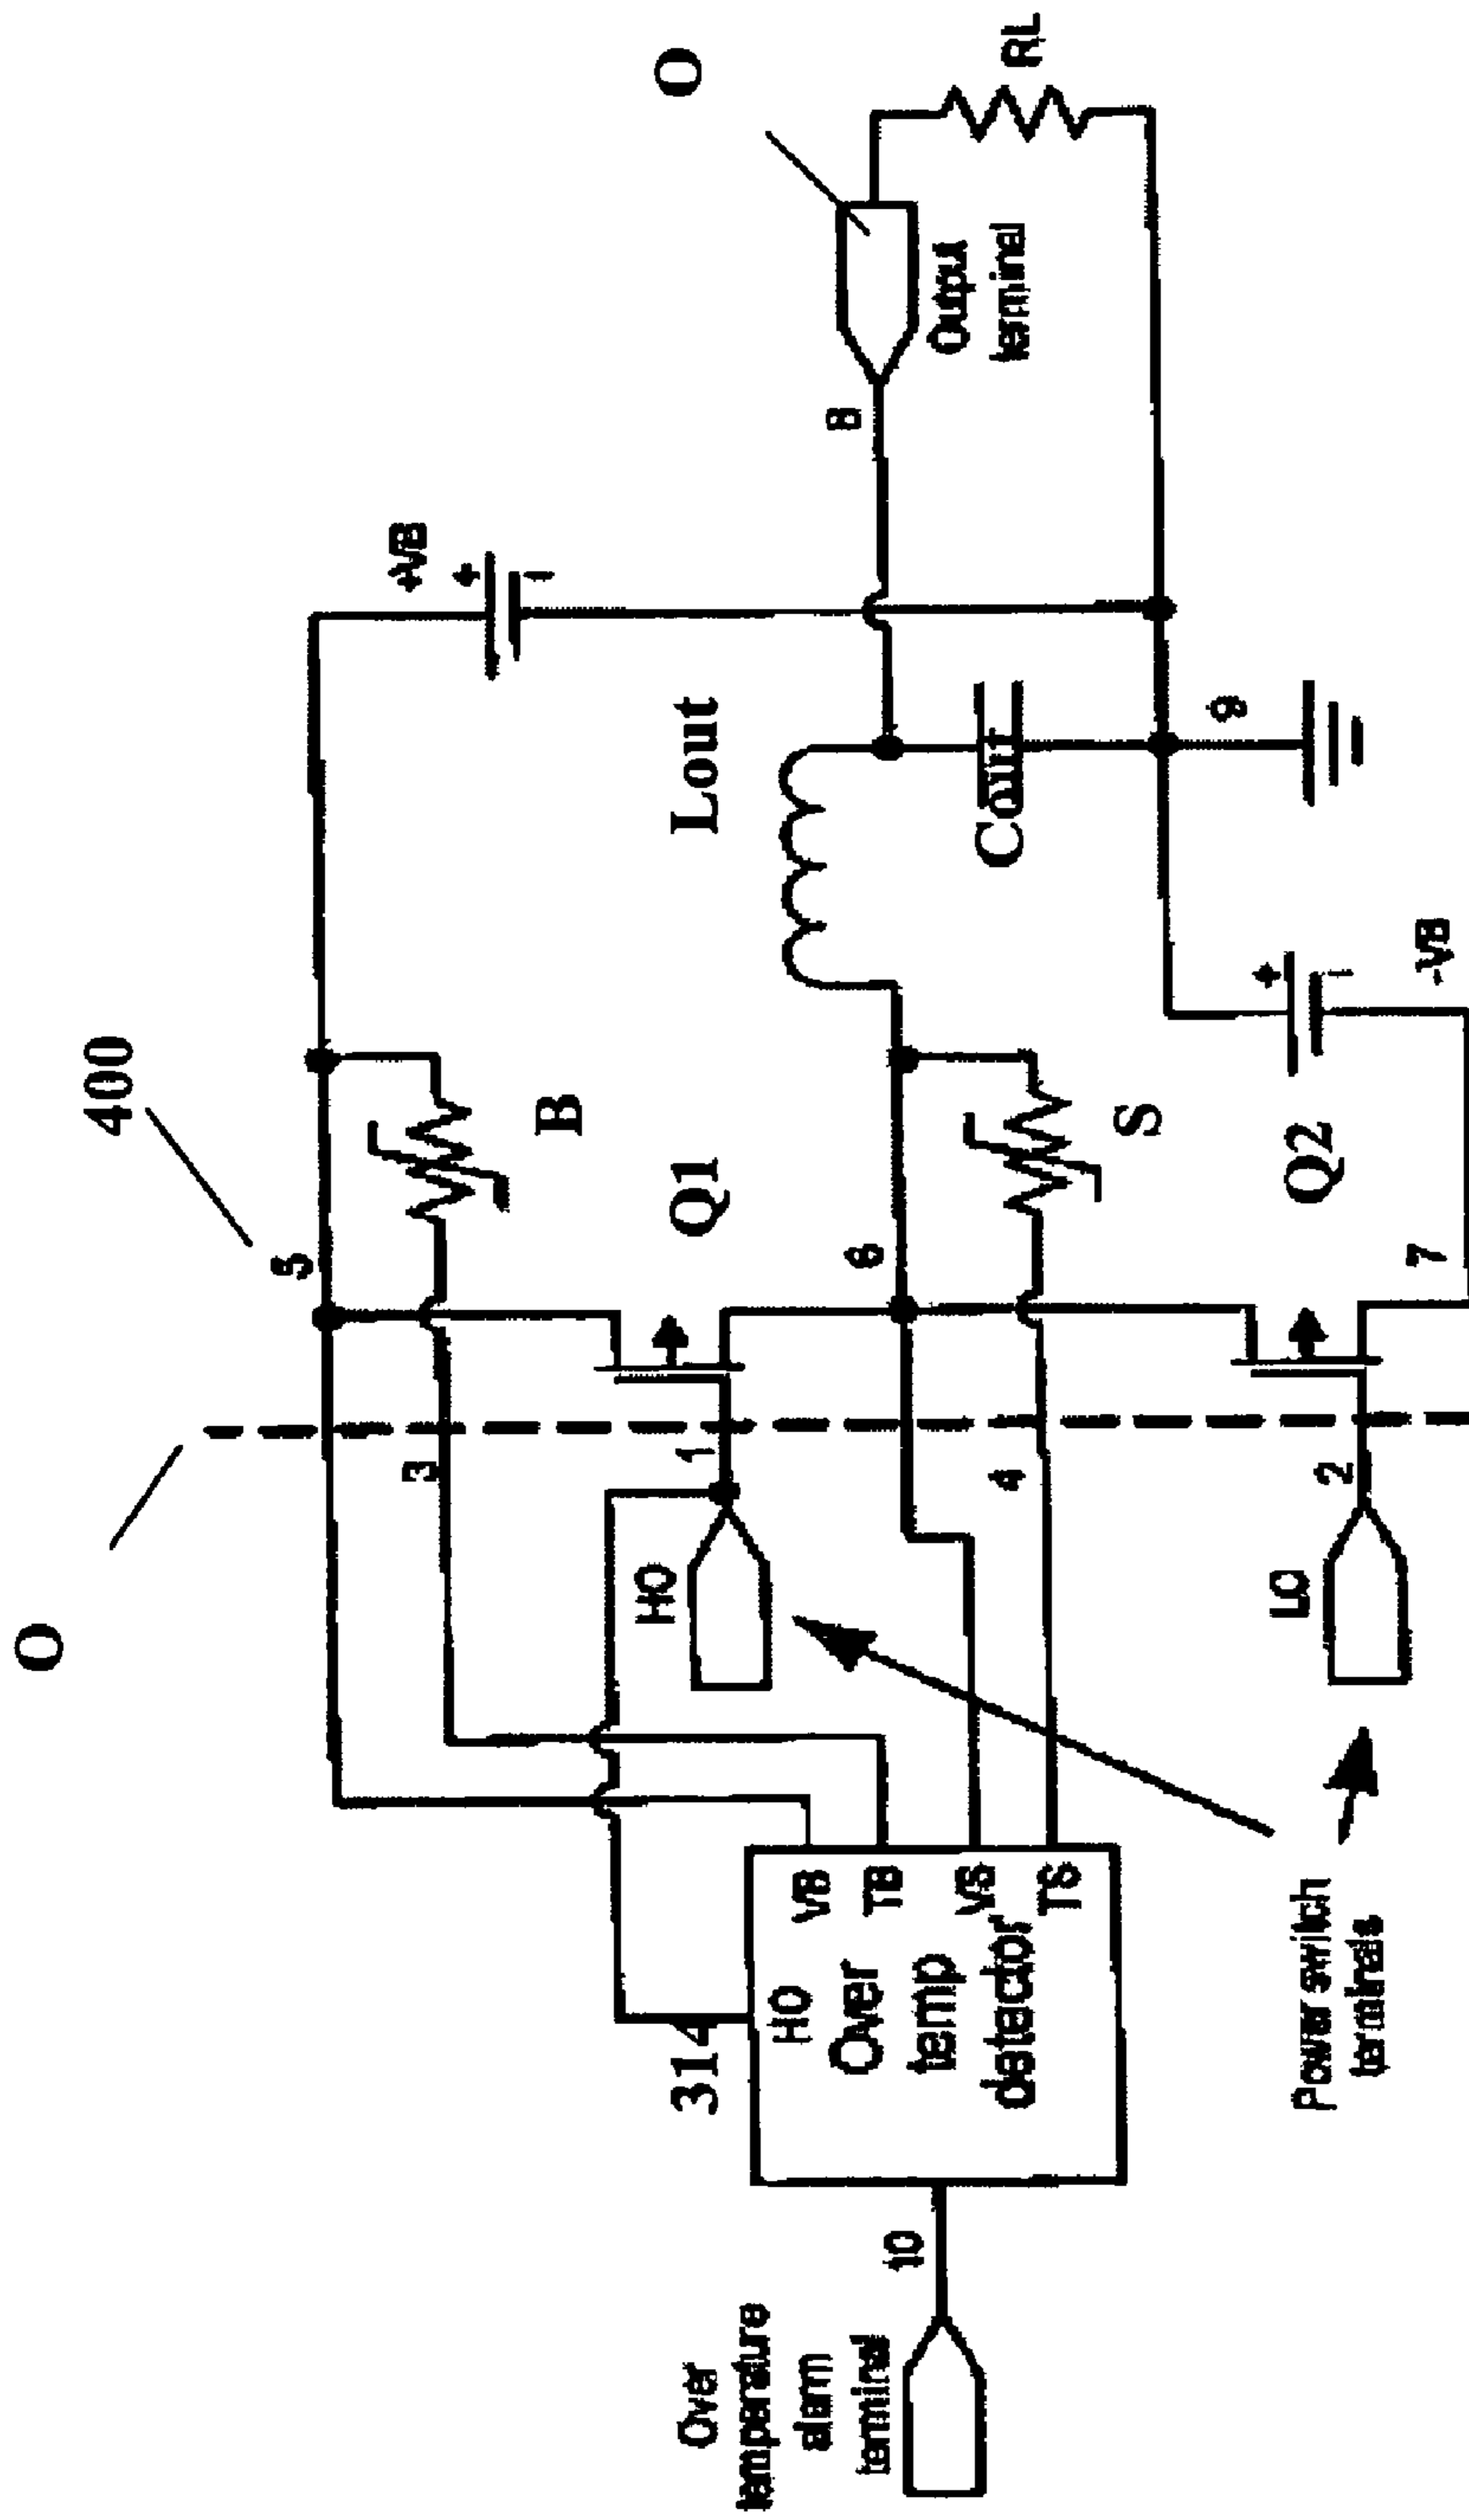 400
O
O
+VB
+
5
B
Lout
Q1
8
Output
terminal
RL
Cout
6
9
S
+
-VB
Q2
7
3
1
4
2
HO
LO
31
HO
VB
TB
VS
TS
Over
temp
detector
10
Over
temperature
alarm
terminal
Power switch
terminals